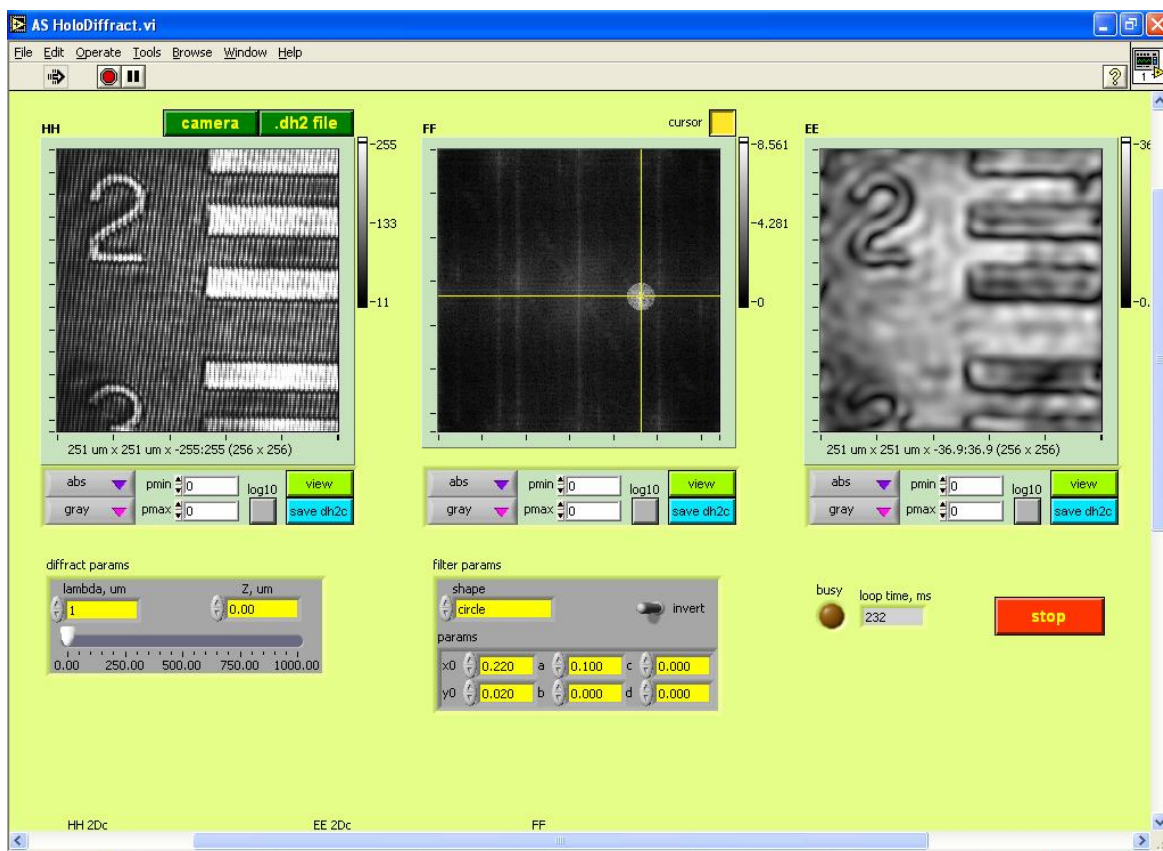 AS HoloDiffract.vi
File Edit Operate Tools Browse Window Help
1
HH
camera
.dh2 file
-255
-133
-11
2
3
251 um x 251 um x -255:255 (256 x 256)
FF
cursor
-8.561
-4.281
-0
EE
-36
-0.
2
251 um x 251 um x -36.9:36.9 (256 x 256)
abs
pmin 0
log10
view
gray
pmax 0
save dh2c
abs
pmin 0
log10
view
gray
pmax 0
save dh2c
abs
pmin 0
log10
view
gray
pmax 0
save dh2c
diffract params
lambda, um
Z, um
1
0.00
0.00 250.00 500.00 750.00 1000.00
filter params
shape
circle
invert
params
x0 0.220 a 0.100 c 0.000
y0 0.020 b 0.000 d 0.000
busy
loop time, ms
232
stop
HH 2Dc
EE 2Dc
FF